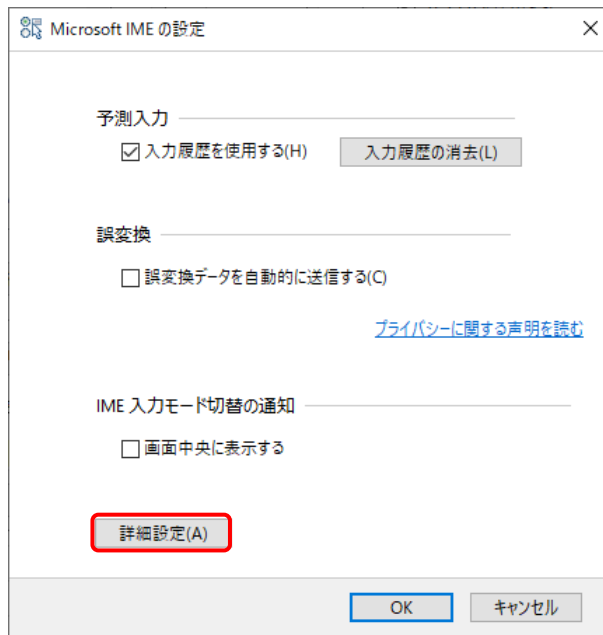 Microsoft IME の設定
予測入力
入力履歴を使用する(H)
入力履歴の消去(L)
誤変換
誤変換データを自動的に送信する(C)
プライバシーに関する声明を読む
IME 入力モード切替の通知
画面中央に表示する
詳細設定(A)
OK
キャンセル